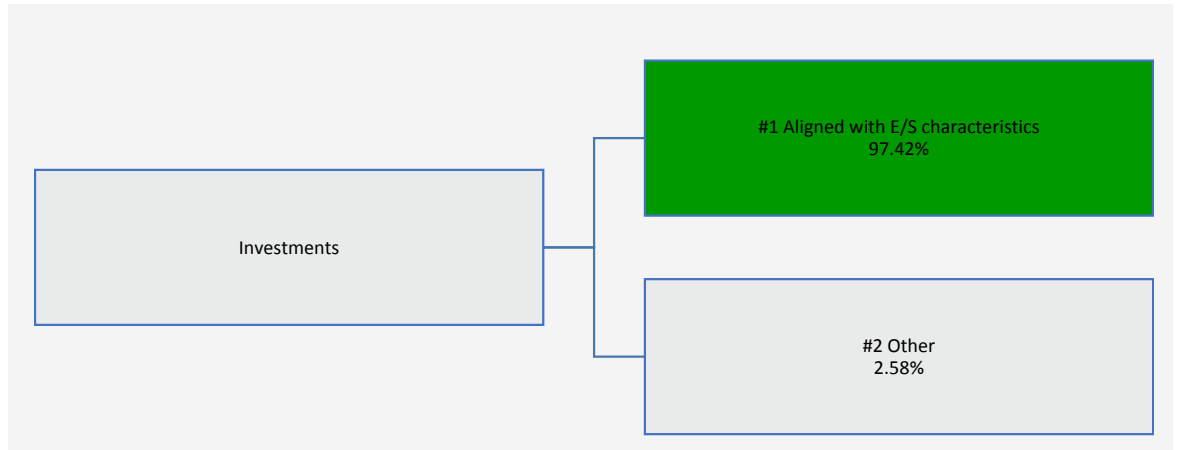 Investments
#1 Aligned with E/S characteristics
97.42%
#2 Other
2.58%